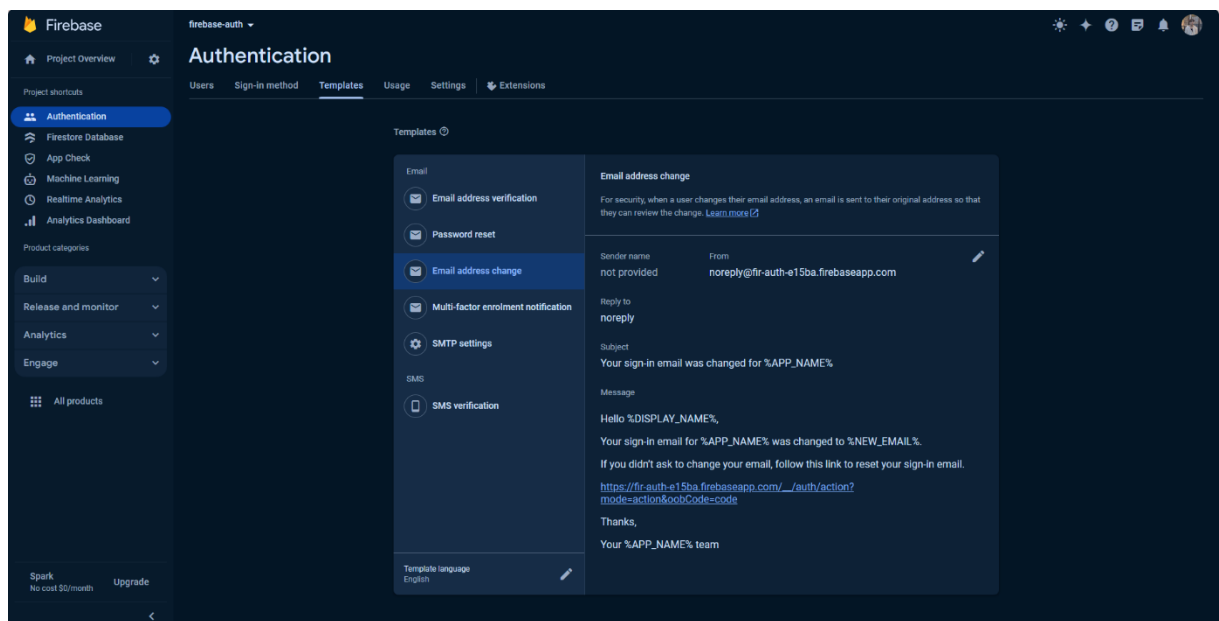 Firebase
Project Overview
Project shortcuts
Authentication
Firestore Database
App Check
Machine Learning
Realtime Analytics
Analytics Dashboard
Product categories
Build
Release and monitor
Analytics
Engage
All products
Spark
No cost $0/month
Upgrade
firebase-auth
Authentication
Users Sign-in method Templates Usage Settings Extensions
Templates
Email
Email address verification
Password reset
Email address change
Multi-factor enrolment notification
SMTP settings
SMS
SMS verification
Template language
English
Email address change
For security, when a user changes their email address, an email is sent to their original address so that
they can review the change. Learn more
Sender name From
not provided noreply@fir-auth-e15ba.firebaseapp.com
Reply to
noreply
Subject
Your sign-in email was changed for %APP_NAME%
Message
Hello %DISPLAY_NAME%,
Your sign-in email for %APP_NAME% was changed to %NEW_EMAIL%.
If you didn't ask to change your email, follow this link to reset your sign-in email.
https://fir-auth-e15ba.firebaseapp.com/__/auth/action?
mode=action&oobCode=code
Thanks,
Your %APP_NAME% team